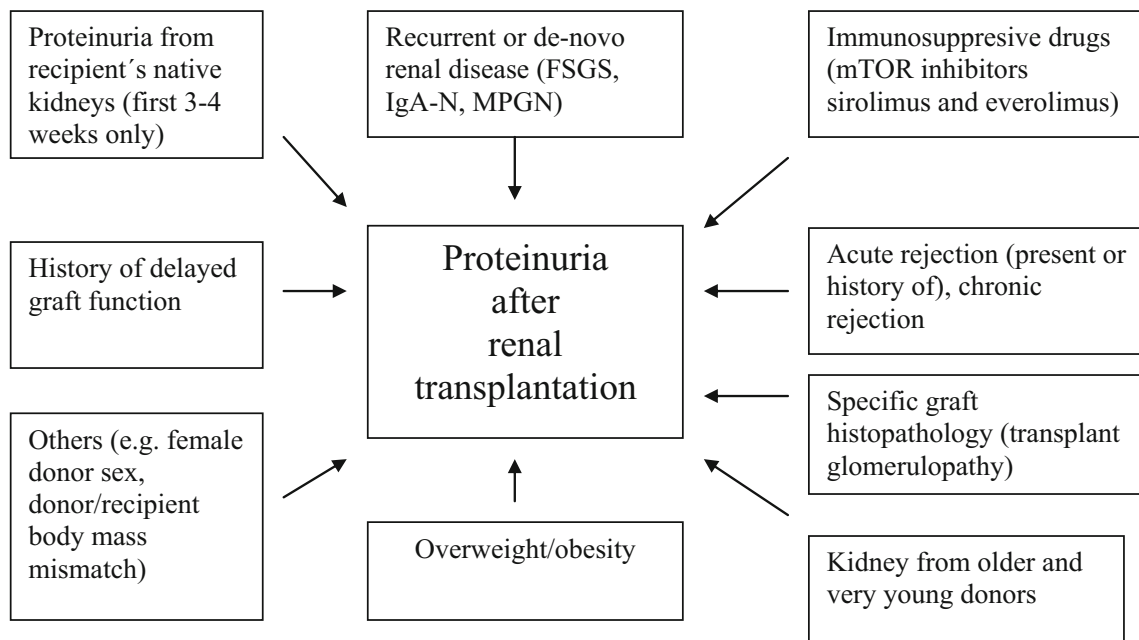 Proteinuria from
recipient´s native
kidneys (first 3-4
weeks only)
Recurrent or de-novo
renal disease (FSGS,
IgA-N, MPGN)
Immunosuppresive drugs
(mTOR inhibitors
sirolimus and everolimus)
History of delayed
graft function
Proteinuria
after
renal
transplantation
Acute rejection (present or
history of), chronic
rejection
Specific graft
histopathology (transplant
glomerulopathy)
Others (e.g. female
donor sex,
donor/recipient
body mass
mismatch)
Overweight/obesity
Kidney from older and
very young donors